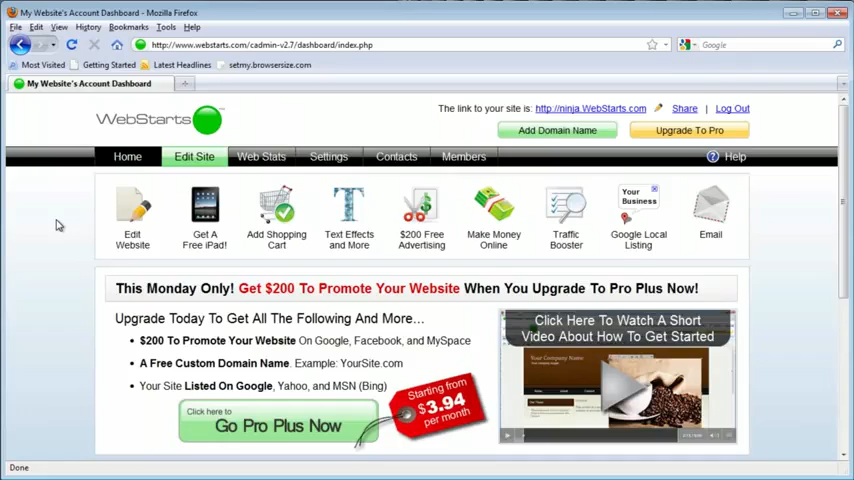 My Website's Account Dashboard - Mozilla Firefox
File Edit View History Bookmarks Tools Help
http://www.webstarts.com/cadmin-v2.7/dashboard/index.php
Google
Most Visited Getting Started Latest Headlines setmy.browsersize.com
My Website's Account Dashboard
The link to your site is: http://ninja.WebStarts.com Share | Log Out
WebStarts
Add Domain Name Upgrade To Pro
Home Edit Site Web Stats Settings Contacts Members Help
Your
Business
Edit
Website
Get A
Free iPad!
Add Shopping
Cart
Text Effects
and More
$200 Free
Advertising
Make Money
Online
Traffic
Booster
Google Local
Listing
Email
This Monday Only! Get $200 To Promote Your Website When You Upgrade To Pro Plus Now!
Upgrade Today To Get All The Following And More...
• $200 To Promote Your Website On Google, Facebook, and MySpace
• A Free Custom Domain Name. Example: YourSite.com
• Your Site Listed On Google, Yahoo, and MSN (Bing)
Click here to
Go Pro Plus Now
Starting from
$3.94
per month
Click Here To Watch A Short
Video About How To Get Started
Your Company Name
Done